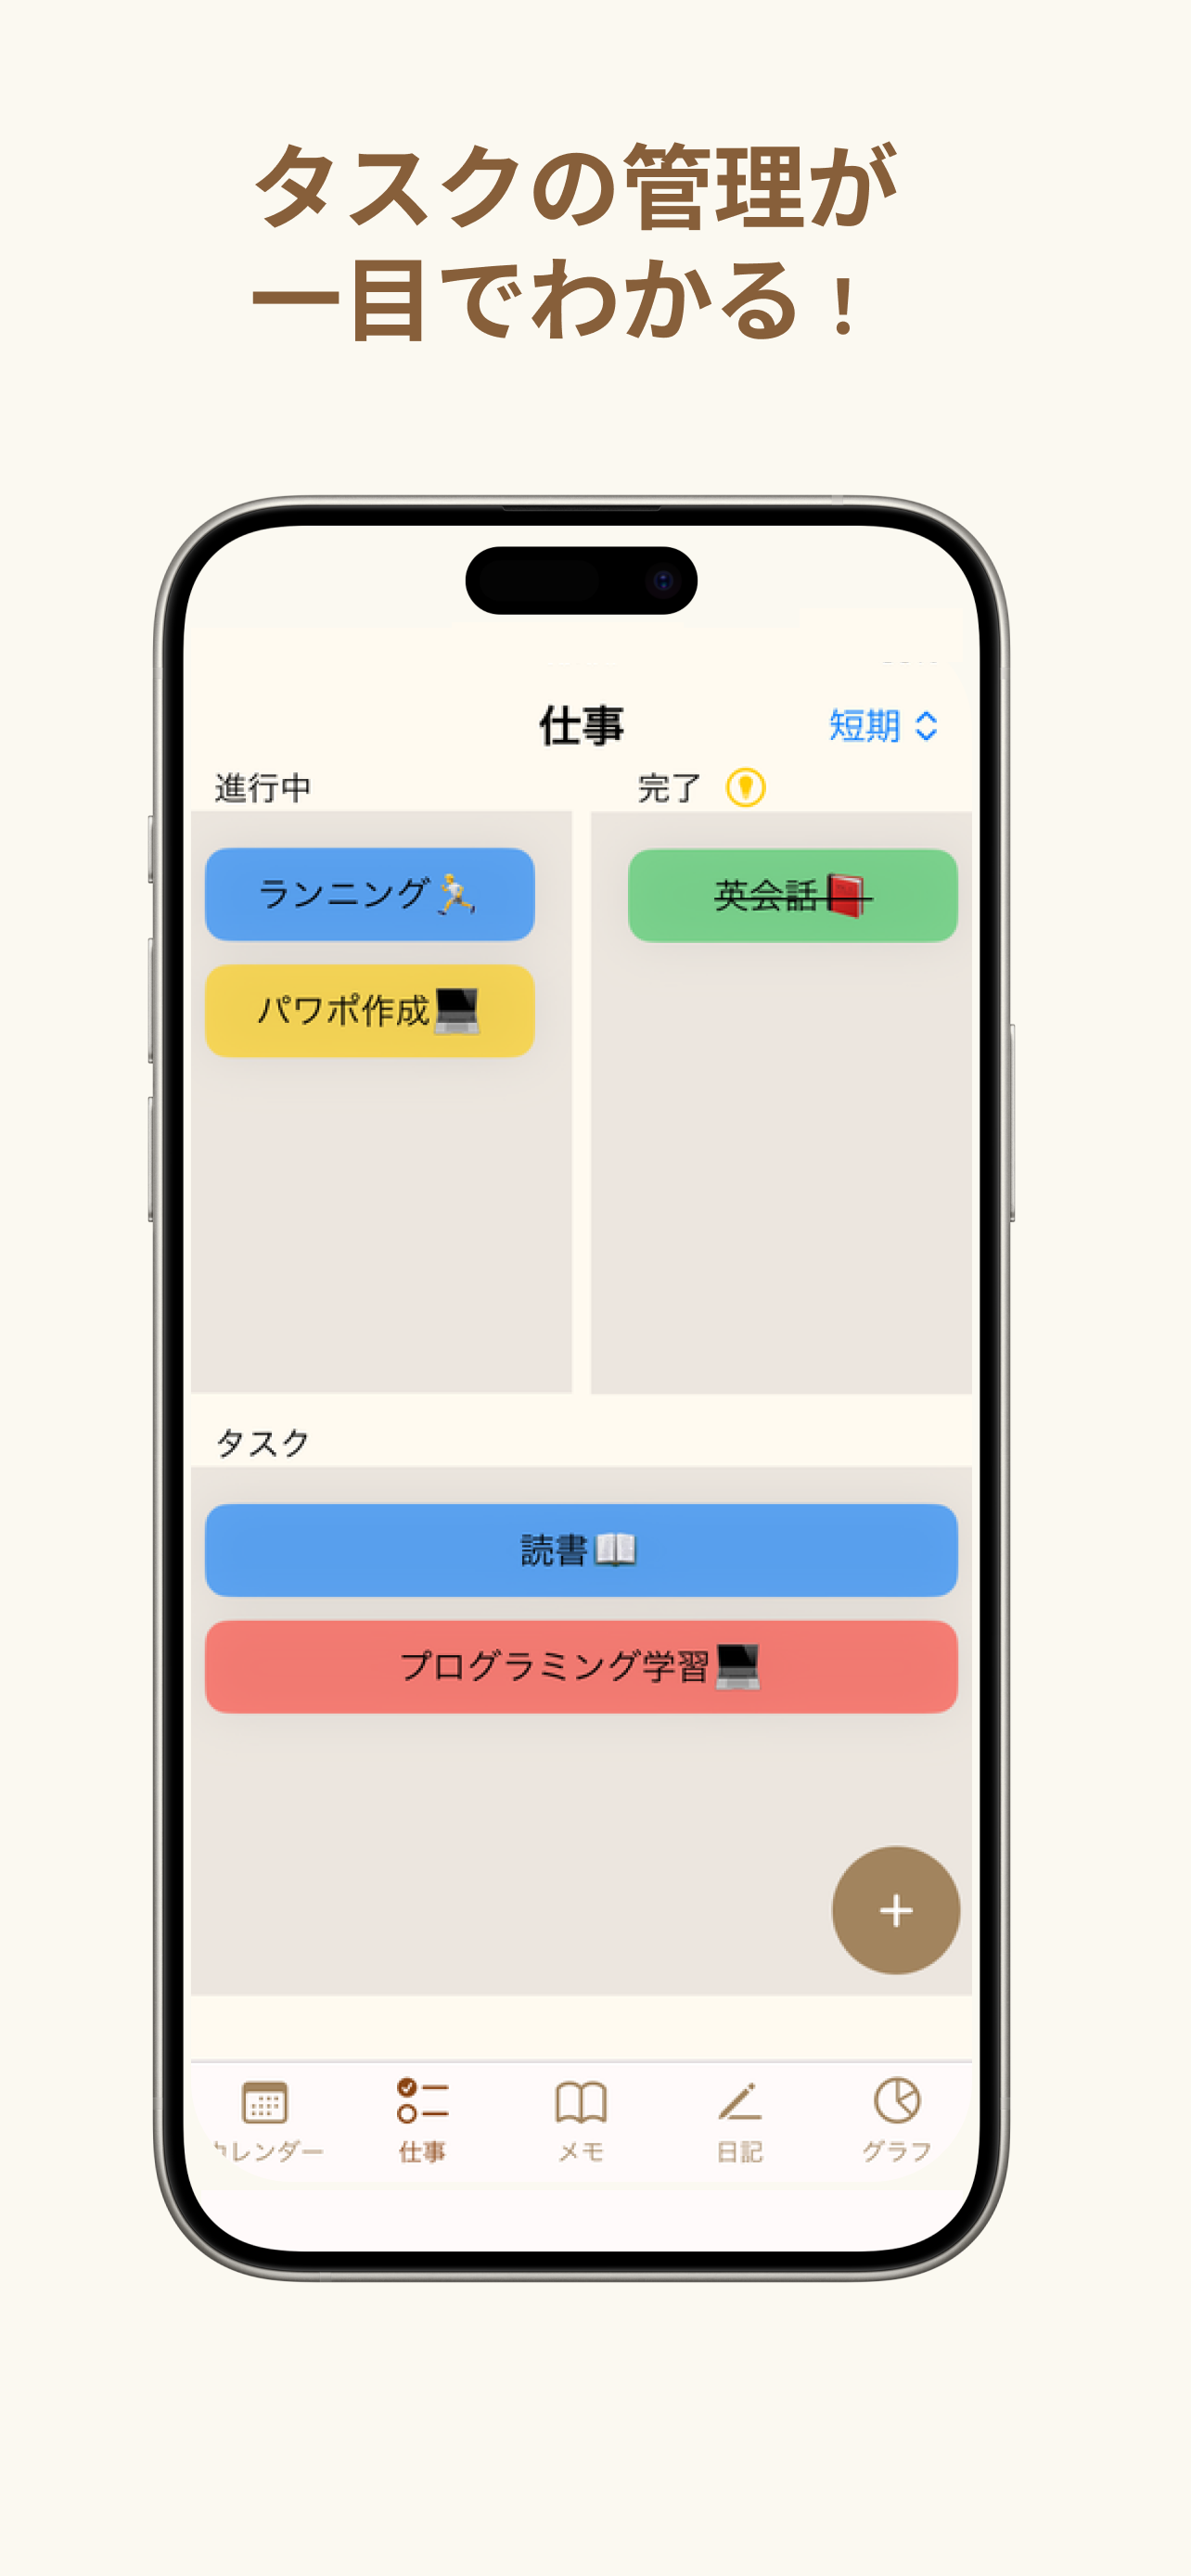 タスクの管理が
一目でわかる！
仕事
短期
進行中
完了
ランニング🏃
英会話📕
パワポ作成💻
タスク
読書📖
プログラミング学習💻
+
レンダー
仕事
メモ
日記
グラフ